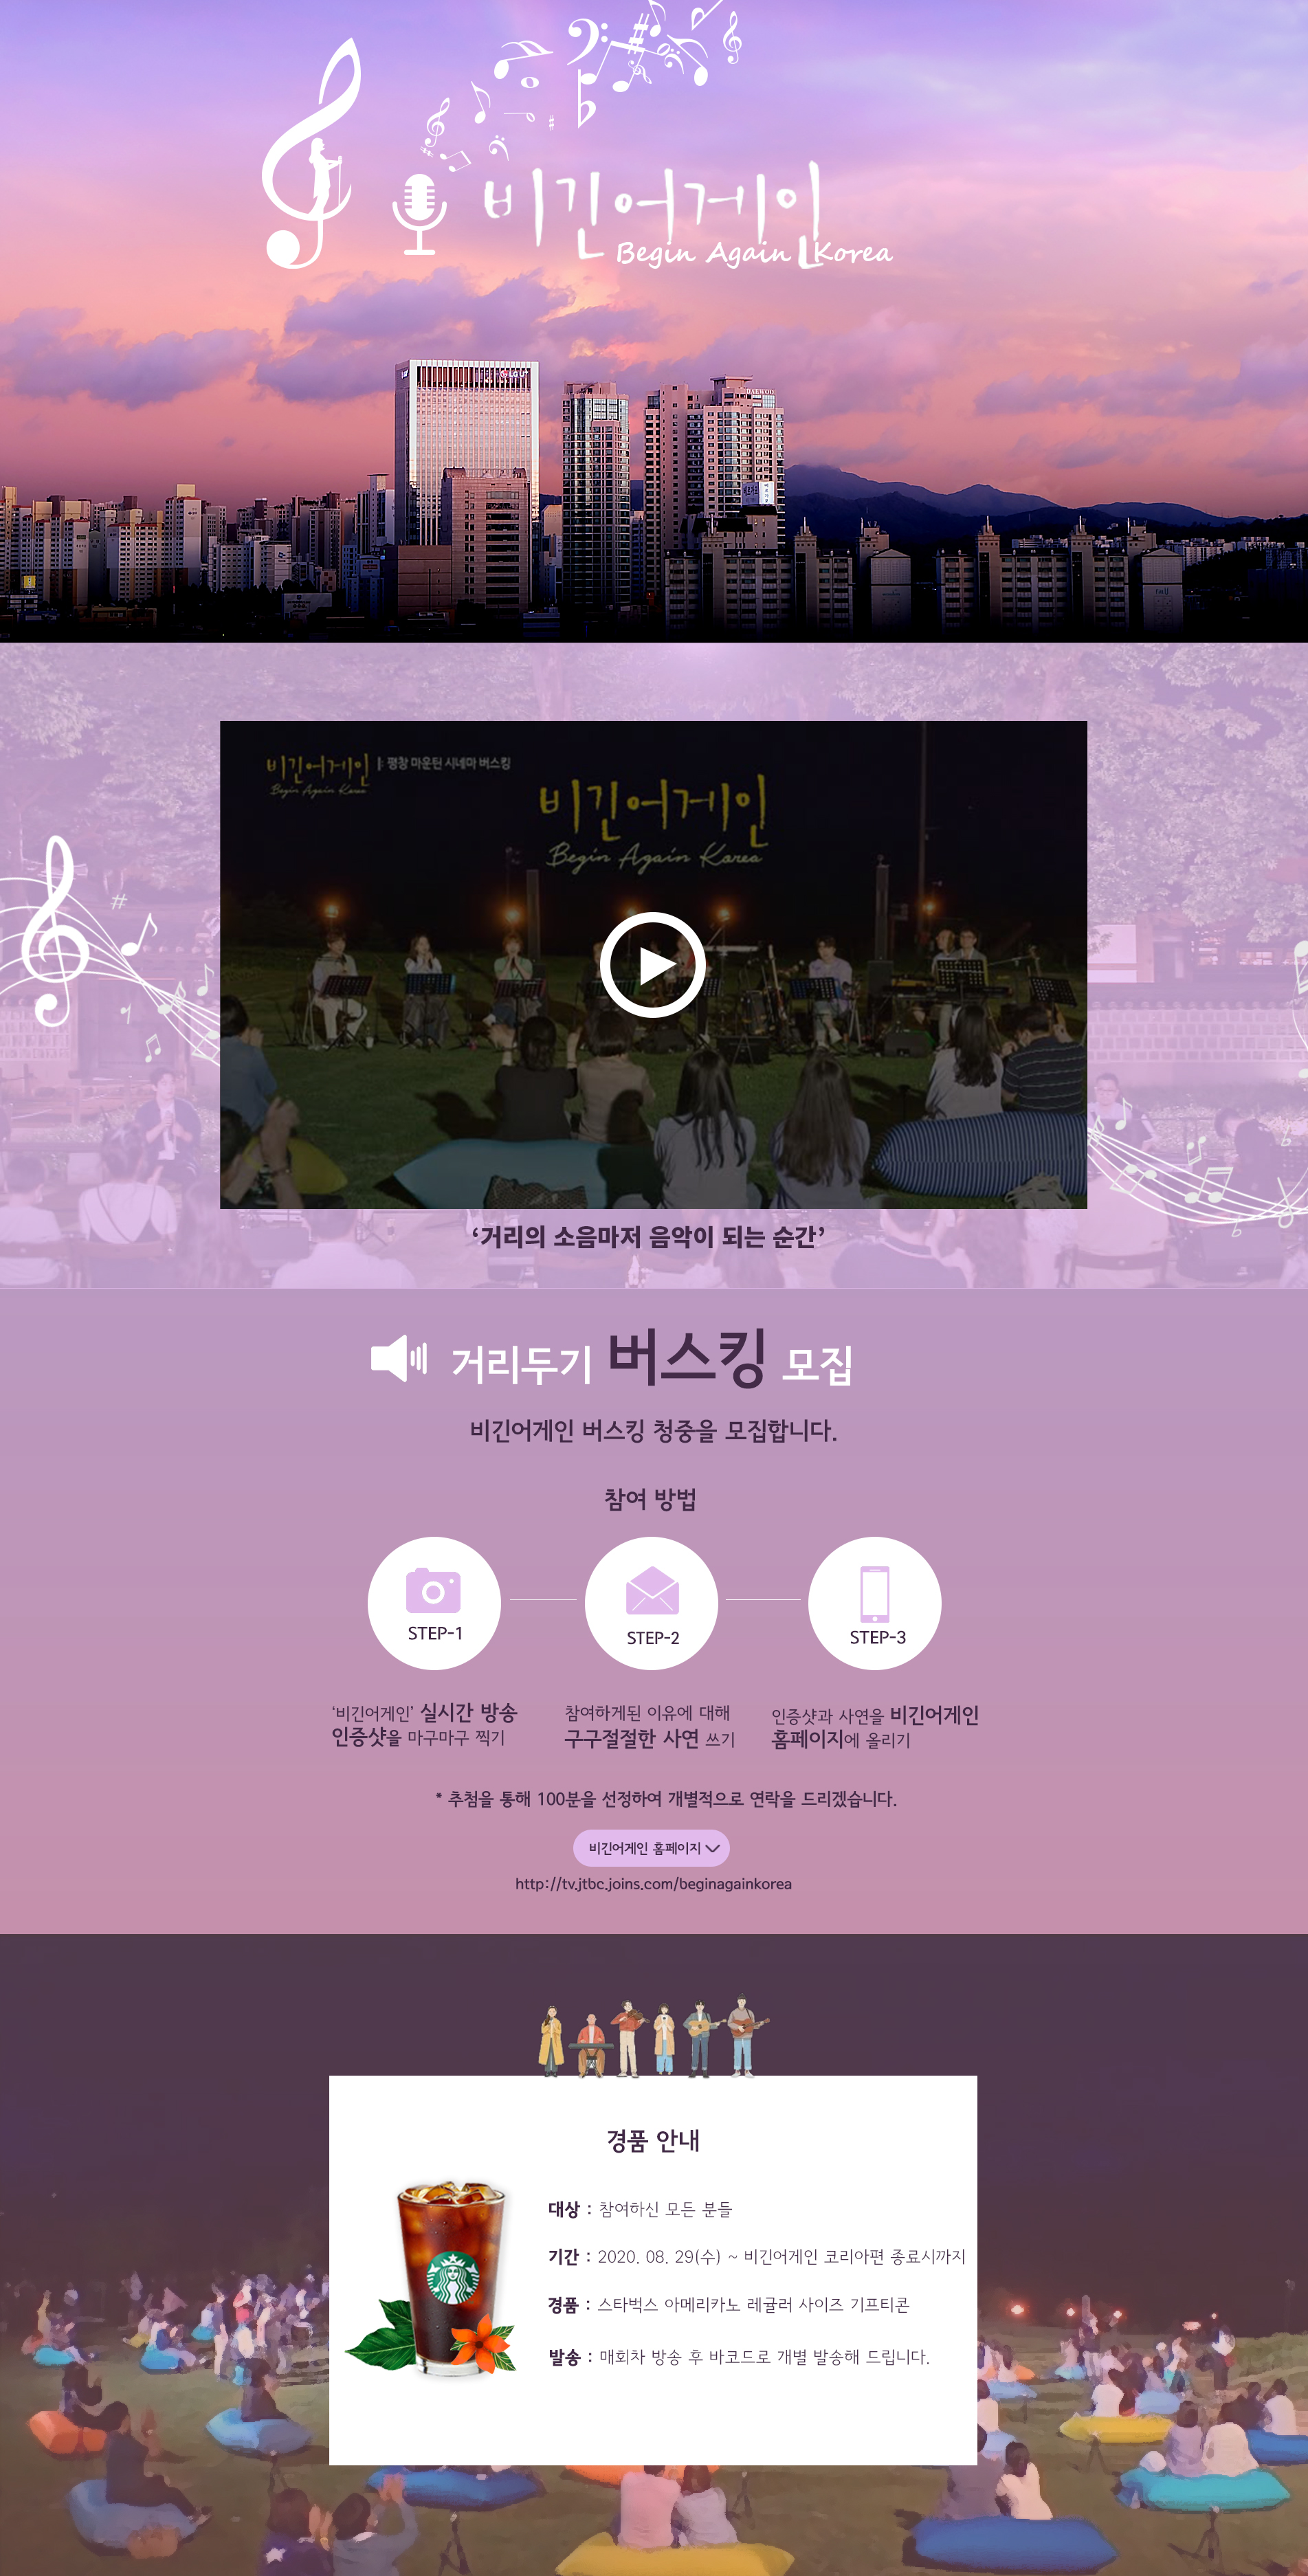 비긴어게인
Begin Again Korea
LG U+
DAEWOO
비긴어게인
Begin Again Korea
평창 마운틴 시네마 버스킹
비긴어게인
Begin Again Korea
‘거리의 소음마저 음악이 되는 순간’
거리두기 버스킹 모집
비긴어게인 버스킹 청중을 모집합니다.
참여 방법
STEP-1
STEP-2
STEP-3
‘비긴어게인’ 실시간 방송
인증샷을 마구마구 찍기
참여하게된 이유에 대해
구구절절한 사연 쓰기
인증샷과 사연을 비긴어게인
홈페이지에 올리기
* 추첨을 통해 100분을 선정하여 개별적으로 연락을 드리겠습니다.
비긴어게인 홈페이지
http://tv.jtbc.joins.com/beginagainkorea
경품 안내
대상 : 참여하신 모든 분들
기간 : 2020. 08. 29(수) ~ 비긴어게인 코리아편 종료시까지
경품 : 스타벅스 아메리카노 레귤러 사이즈 기프티콘
발송 : 매회차 방송 후 바코드로 개별 발송해 드립니다.